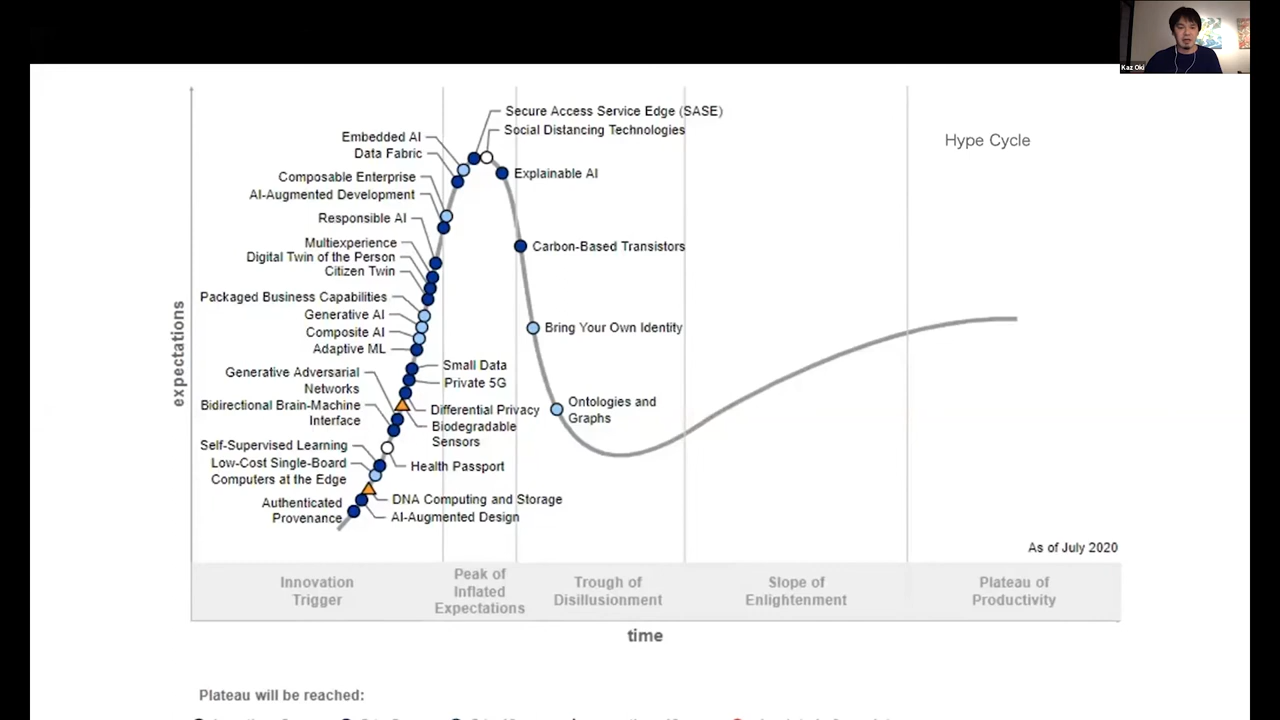 Kaz Oki
Hype Cycle
Secure Access Service Edge (SASE)
Social Distancing Technologies
Embedded AI
Data Fabric
Explainable AI
Composable Enterprise
AI-Augmented Development
Responsible AI
Multiexperience
Carbon-Based Transistors
Digital Twin of the Person
Citizen Twin
Packaged Business Capabilities
Generative AI
Bring Your Own Identity
Composite AI
Adaptive ML
Small Data
Generative Adversarial
Networks
Private 5G
Bidirectional Brain-Machine
Interface
Differential Privacy
Biodegradable
Sensors
Ontologies and
Graphs
Self-Supervised Learning
Low-Cost Single-Board
Computers at the Edge
Health Passport
Authenticated
Provenance
DNA Computing and Storage
AI-Augmented Design
expectations
As of July 2020
Innovation
Trigger
Peak of
Inflated
Expectations
Trough of
Disillusionment
Slope of
Enlightenment
Plateau of
Productivity
time
Plateau will be reached: